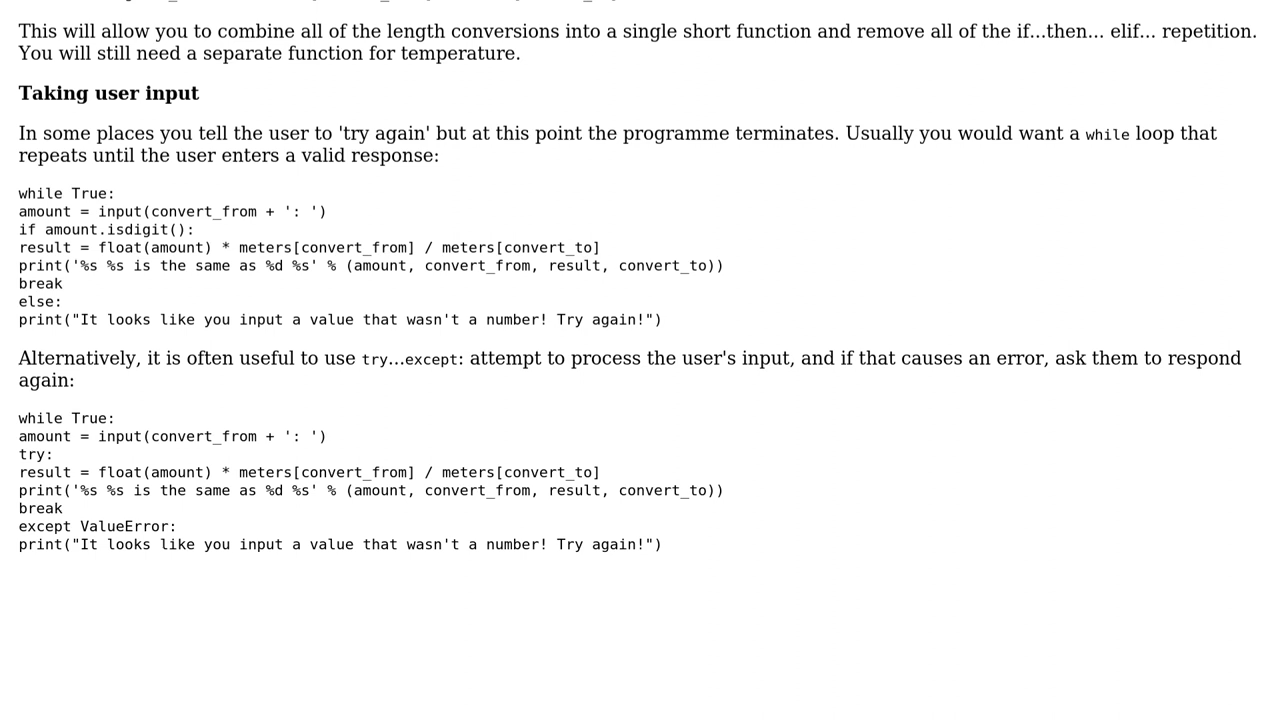 This will allow you to combine all of the length conversions into a single short function and remove all of the if...then... elif... repetition.
You will still need a separate function for temperature.
Taking user input
In some places you tell the user to 'try again' but at this point the programme terminates. Usually you would want a while loop that
repeats until the user enters a valid response:
while True:
amount = input(convert_from + ': ')
if amount.isdigit():
result = float(amount) * meters[convert_from] / meters[convert_to]
print('%s %s is the same as %d %s' % (amount, convert_from, result, convert_to))
break
else:
print("It looks like you input a value that wasn't a number! Try again!")
Alternatively, it is often useful to use try...except: attempt to process the user's input, and if that causes an error, ask them to respond
again:
while True:
amount = input(convert_from + ': ')
try:
result = float(amount) * meters[convert_from] / meters[convert_to]
print('%s %s is the same as %d %s' % (amount, convert_from, result, convert_to))
break
except ValueError:
print("It looks like you input a value that wasn't a number! Try again!")